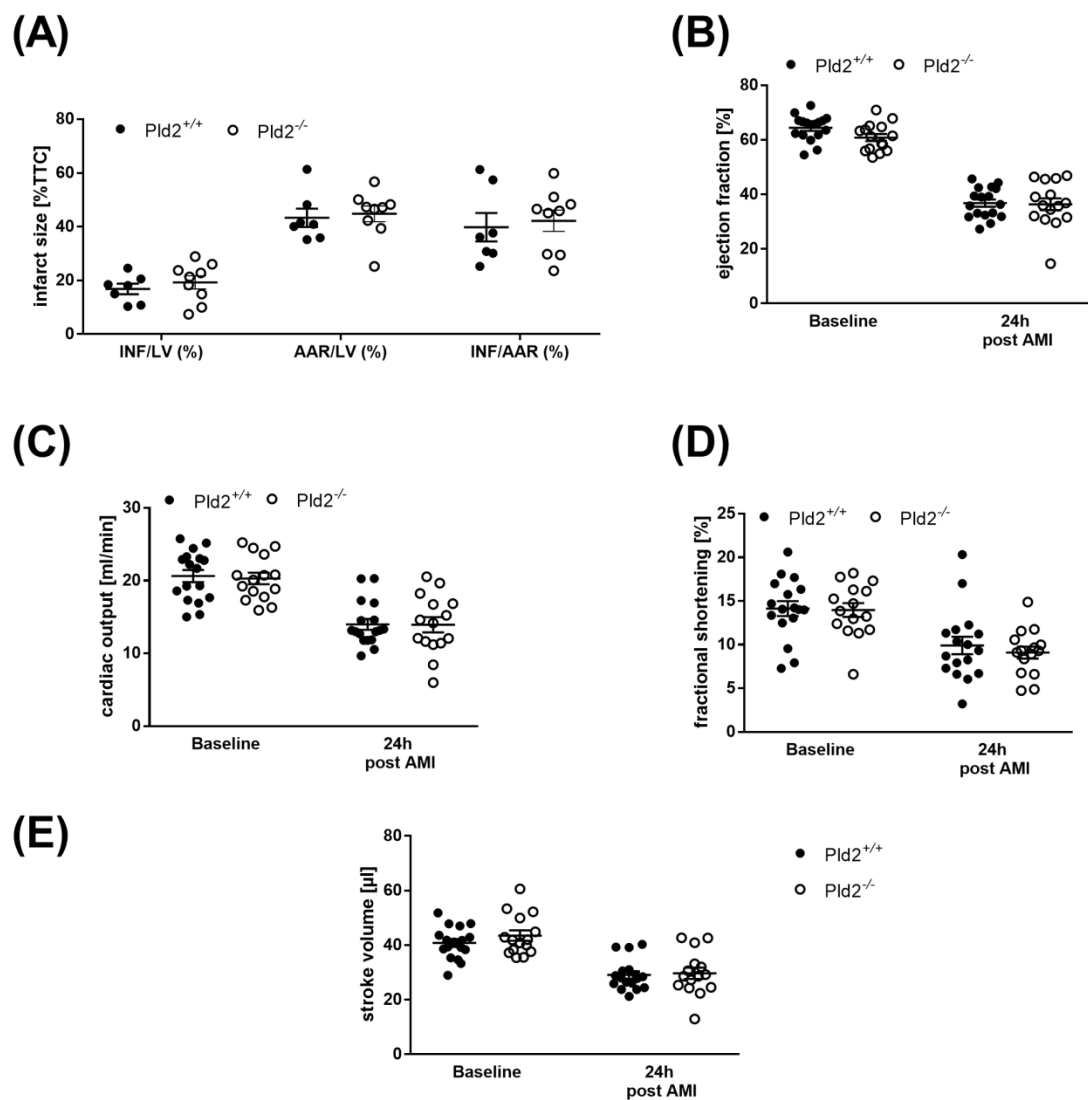 (A)
Pld2+/+ Pld2-/-
infarct size [%TTC]
80
60
40
20
0
INF/LV (%) AAR/LV (%) INF/AAR (%)
(B)
Pld2+/+ Pld2-/-
ejection fraction [%]
80
60
40
20
0
Baseline 24h
post AMI
(C)
Pld2+/+ Pld2-/-
cardiac output [ml/min]
30
20
10
0
Baseline 24h
post AMI
(D)
Pld2+/+ Pld2-/-
fractional shortening [%]
25
20
15
10
5
0
Baseline 24h
post AMI
(E)
Pld2+/+
Pld2-/-
stroke volume [µl]
80
60
40
20
0
Baseline 24h
post AMI